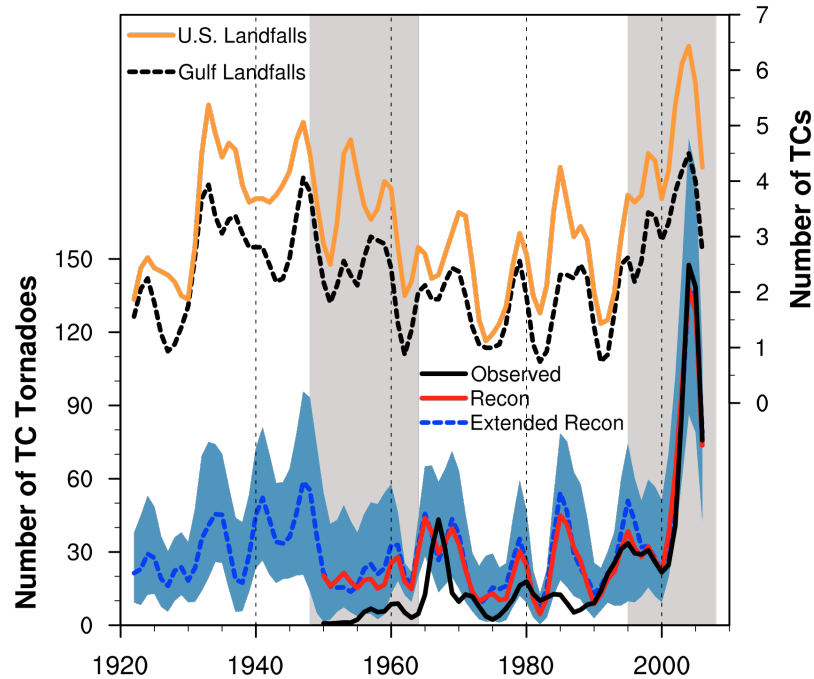 U.S. Landfalls
Gulf Landfalls
7
6
5
4
3
2
1
0
Number of TCs
150
120
90
60
30
0
Number of TC Tornadoes
Observed
Recon
Extended Recon
1920 1940 1960 1980 2000